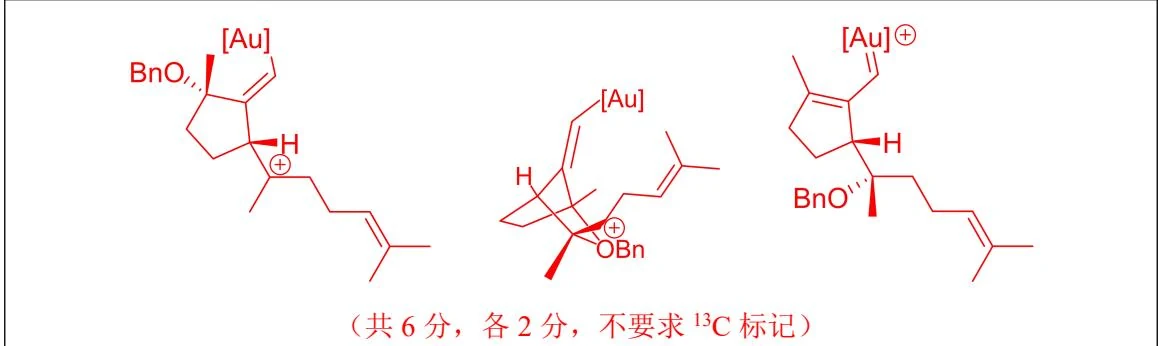 [Au] [Au]⊕
BnO [Au]
H H H
⊕ BnO
⊕
OBn
(共 6 分，各 2 分，不要求 ¹³C 标记)